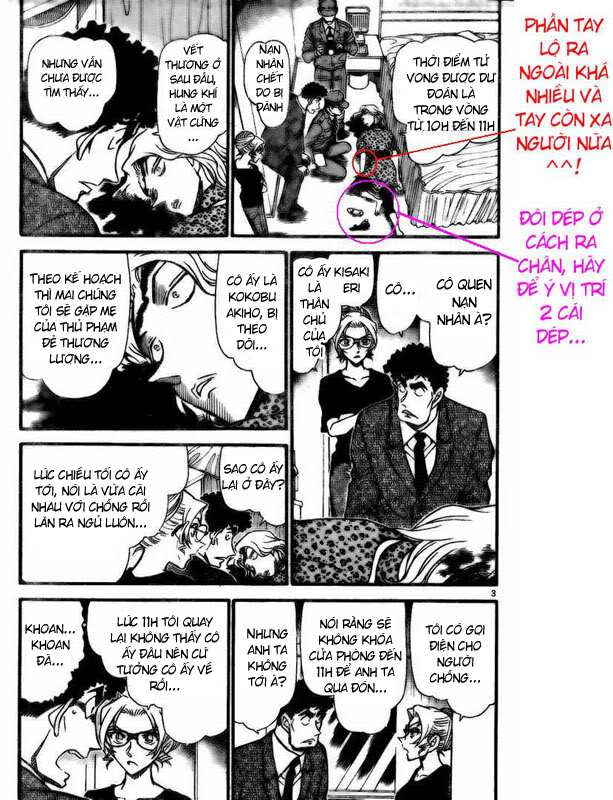 THỜI ĐIỂM TỬ
VONG ĐƯỢC DỰ
ĐOÁN LÀ
TRONG VÒNG
TỪ 10H ĐẾN 11H
NẠN
NHÂN
CHẾT
DO BỊ
ĐÁNH
VẾT
THƯƠNG Ở
SAU ĐẦU,
HUNG KHÍ
LÀ MỘT
VẬT CỨNG
...
NHƯNG VẪN
CHƯA ĐƯỢC
TÌM THẤY...
PHẦN TAY
LỘ RA
NGOÀI KHÁ
NHIỀU VÀ
TAY CÒN XA
NGƯỜI NỮA
^^!
ĐÔI DÉP Ở
CÁCH RA
CHÂN, HÃY
ĐỂ Ý VỊ TRÍ
2 CÁI
DÉP...
CÔ QUEN
NẠN
NHÂN À?
CÔ...
CÔ ẤY KISAKI
LÀ ERI
THÂN
CHỦ
CỦA
TÔI
CÔ ẤY LÀ
KOKOBU
AKIHO, BỊ
THEO
DÕI...
THEO KẾ HOẠCH
THÌ MAI CHÚNG
TÔI SẼ GẶP MẸ
CỦA THỦ PHẠM
ĐỂ THƯƠNG
LƯỢNG...
SAO CÔ ẤY
LẠI Ở ĐÂY?
LÚC CHIỀU TỐI CÔ ẤY
TỚI, NÓI LÀ VỪA CÃI
NHAU VỚI CHỒNG RỒI
LĂN RA NGỦ LUÔN...
3
TÔI CÓ GỌI
ĐIỆN CHO
NGƯỜI
CHỒNG...
NÓI RẰNG SẼ
KHÔNG KHÓA
CỬA PHÒNG ĐẾN
11H ĐỂ ANH TA
QUA ĐÓN...
NHƯNG
ANH TA
KHÔNG
TỚI À?
LÚC 11H TÔI QUAY
LẠI KHÔNG THẤY CÔ
ẤY ĐÂU NÊN CỨ
TƯỞNG CÔ ẤY VỀ
RỒI...
KHOAN...
KHOAN
ĐÃ...